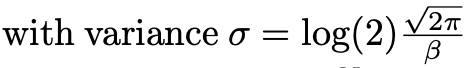 with variance σ = log(2) √2π/β